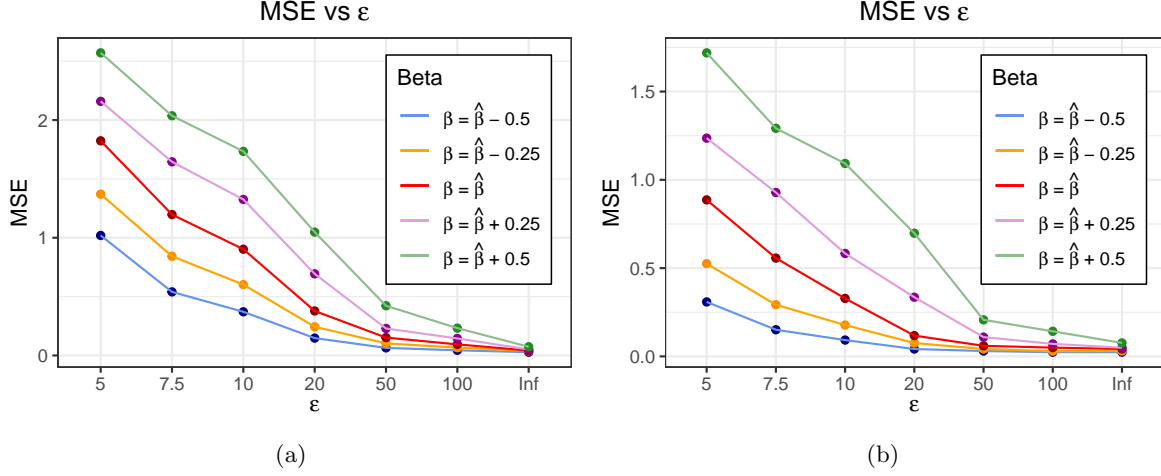 MSE vs ε
MSE
2
1
0
5 7.5 10 20 50 100 Inf
ε
Beta
β = β̂ − 0.5
β = β̂ − 0.25
β = β̂
β = β̂ + 0.25
β = β̂ + 0.5
(a)
MSE vs ε
MSE
1.5
1.0
0.5
0.0
5 7.5 10 20 50 100 Inf
ε
Beta
β = β̂ − 0.5
β = β̂ − 0.25
β = β̂
β = β̂ + 0.25
β = β̂ + 0.5
(b)